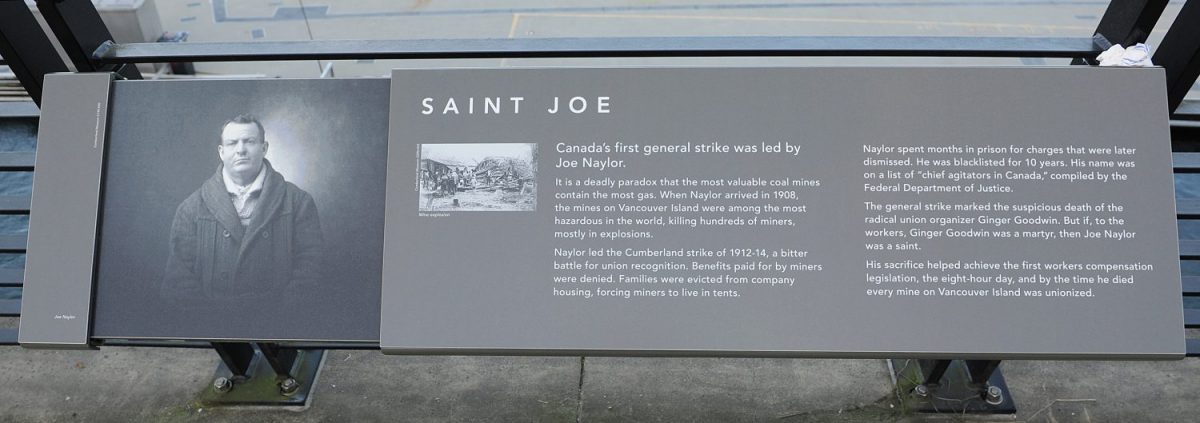 SAINT JOE
Canada's first general strike was led by
Joe Naylor.
It is a deadly paradox that the most valuable coal mines
contain the most gas. When Naylor arrived in 1908,
the mines on Vancouver Island were among the most
hazardous in the world, killing hundreds of miners,
mostly in explosions.
Naylor led the Cumberland strike of 1912-14, a bitter
battle for union recognition. Benefits paid for by miners
were denied. Families were evicted from company
housing, forcing miners to live in tents.
Mine explosion
Naylor spent months in prison for charges that were later
dismissed. He was blacklisted for 10 years. His name was
on a list of "chief agitators in Canada," compiled by the
Federal Department of Justice.
The general strike marked the suspicious death of the
radical union organizer Ginger Goodwin. But if, to the
workers, Ginger Goodwin was a martyr, then Joe Naylor
was a saint.
His sacrifice helped achieve the first workers compensation
legislation, the eight-hour day, and by the time he died
every mine on Vancouver Island was unionized.
Joe Naylor